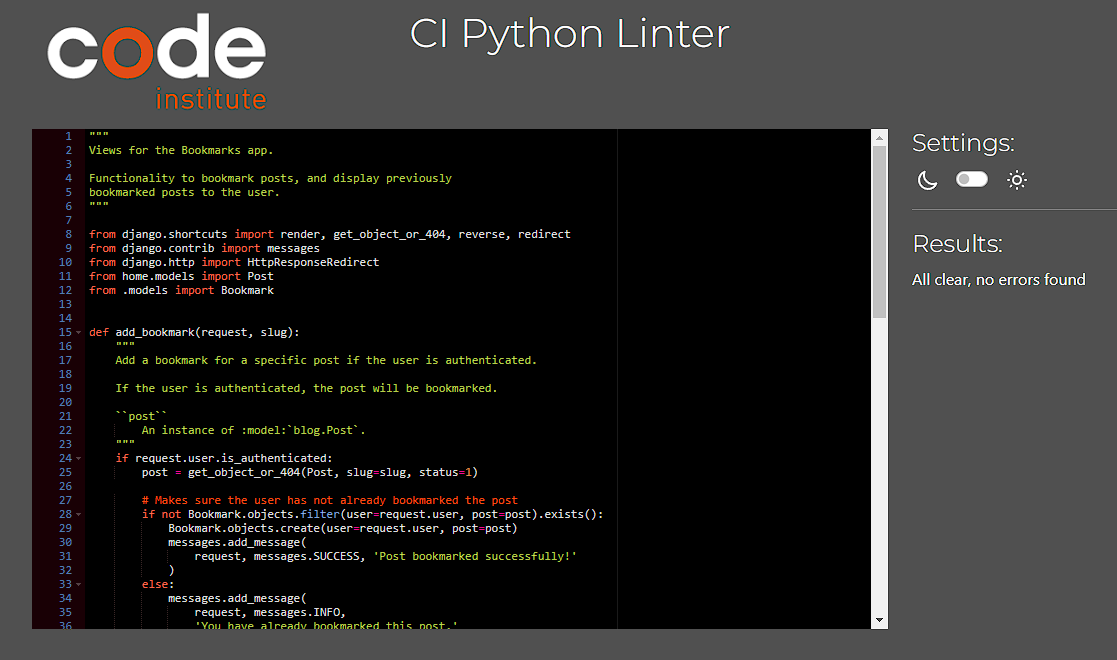 code
institute
CI Python Linter
1 """
2 Views for the Bookmarks app.
3
4 Functionality to bookmark posts, and display previously
5 bookmarked posts to the user.
6 """
7
8 from django.shortcuts import render, get_object_or_404, reverse, redirect
9 from django.contrib import messages
10 from django.http import HttpResponseRedirect
11 from home.models import Post
12 from .models import Bookmark
13
14
15 def add_bookmark(request, slug):
16     """
17     Add a bookmark for a specific post if the user is authenticated.
18
19     If the user is authenticated, the post will be bookmarked.
20
21     ``post``
22         An instance of :model:`blog.Post`.
23     """
24     if request.user.is_authenticated:
25         post = get_object_or_404(Post, slug=slug, status=1)
26
27         # Makes sure the user has not already bookmarked the post
28         if not Bookmark.objects.filter(user=request.user, post=post).exists():
29             Bookmark.objects.create(user=request.user, post=post)
30             messages.add_message(
31                 request, messages.SUCCESS, 'Post bookmarked successfully!'
32             )
33         else:
34             messages.add_message(
35                 request, messages.INFO,
36                 'You have already bookmarked this post.'
Settings:
Results:
All clear, no errors found